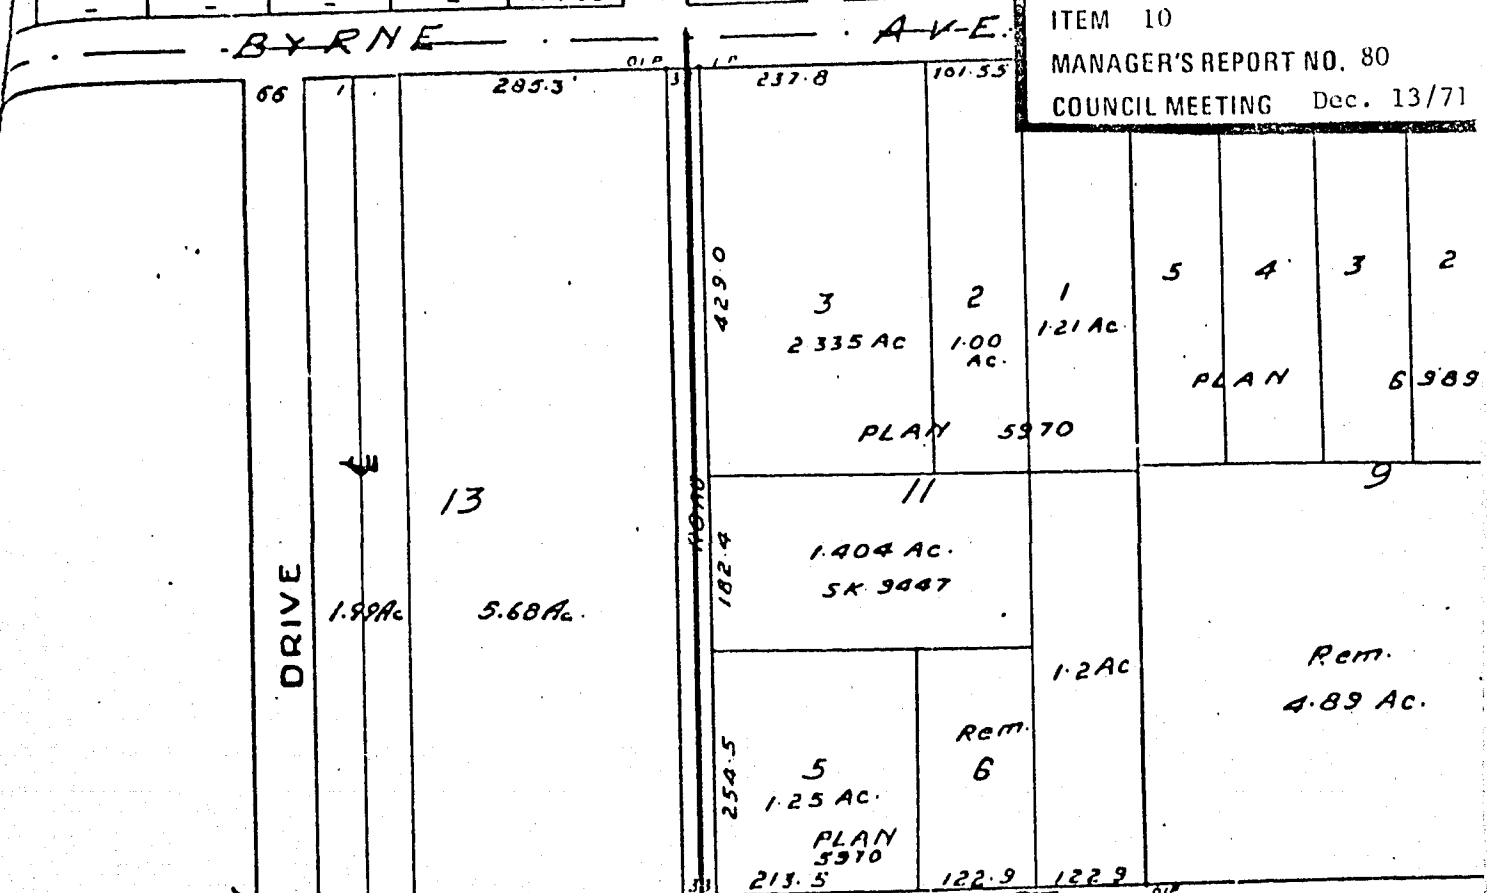 BYRNE AVE.
ITEM 10
MANAGER'S REPORT NO. 80
COUNCIL MEETING Dec. 13/71
66
285.3'
237.8
101.55
429.0
3
2.335 Ac
2
1.00
Ac.
1
1.21 Ac.
5
4
3
2
PLAN 6989
PLAN 5970
13
11
9
ROAD
182.4
1.404 Ac.
SK 9447
DRIVE
1.99Ac
5.68Ac.
1.2 Ac
Rem.
4.89 Ac.
254.5
5
1.25 Ac.
PLAN
5970
Rem.
6
33
213.5
122.9
122.9